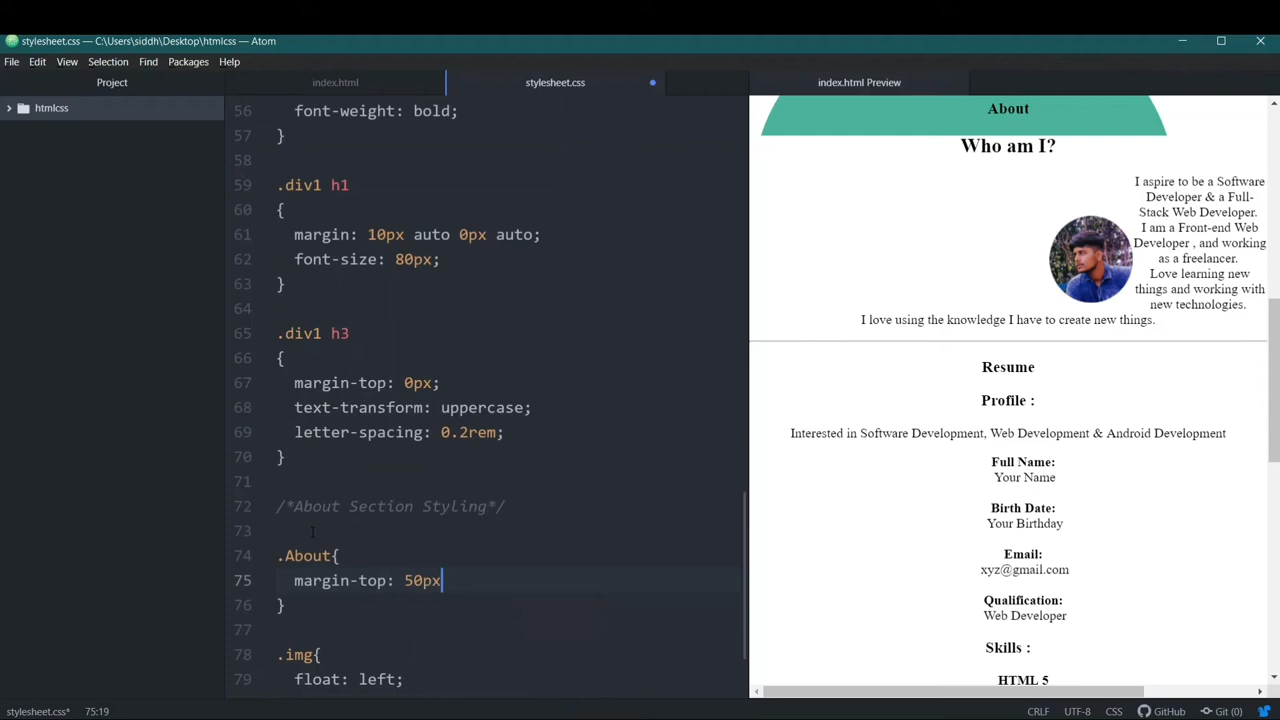 stylesheet.css — C:\Users\siddh\Desktop\htmlcss — Atom
File Edit View Selection Find Packages Help
Project
index.html
stylesheet.css
index.html Preview
htmlcss
56 font-weight: bold;
57 }
58
59 .div1 h1
60 {
61 margin: 10px auto 0px auto;
62 font-size: 80px;
63 }
64
65 .div1 h3
66 {
67 margin-top: 0px;
68 text-transform: uppercase;
69 letter-spacing: 0.2rem;
70 }
71
72 /*About Section Styling*/
73
74 .About{
75 margin-top: 50px
76 }
77
78 .img{
79 float: left;
About
Who am I?
I aspire to be a Software
Developer & a Full-
Stack Web Developer.
I am a Front-end Web
Developer , and working
as a freelancer.
Love learning new
things and working with
new technologies.
I love using the knowledge I have to create new things.
Resume
Profile :
Interested in Software Development, Web Development & Android Development
Full Name:
Your Name
Birth Date:
Your Birthday
Email:
xyz@gmail.com
Qualification:
Web Developer
Skills :
HTML 5
stylesheet.css* 75:19 CRLF UTF-8 CSS GitHub Git (0)